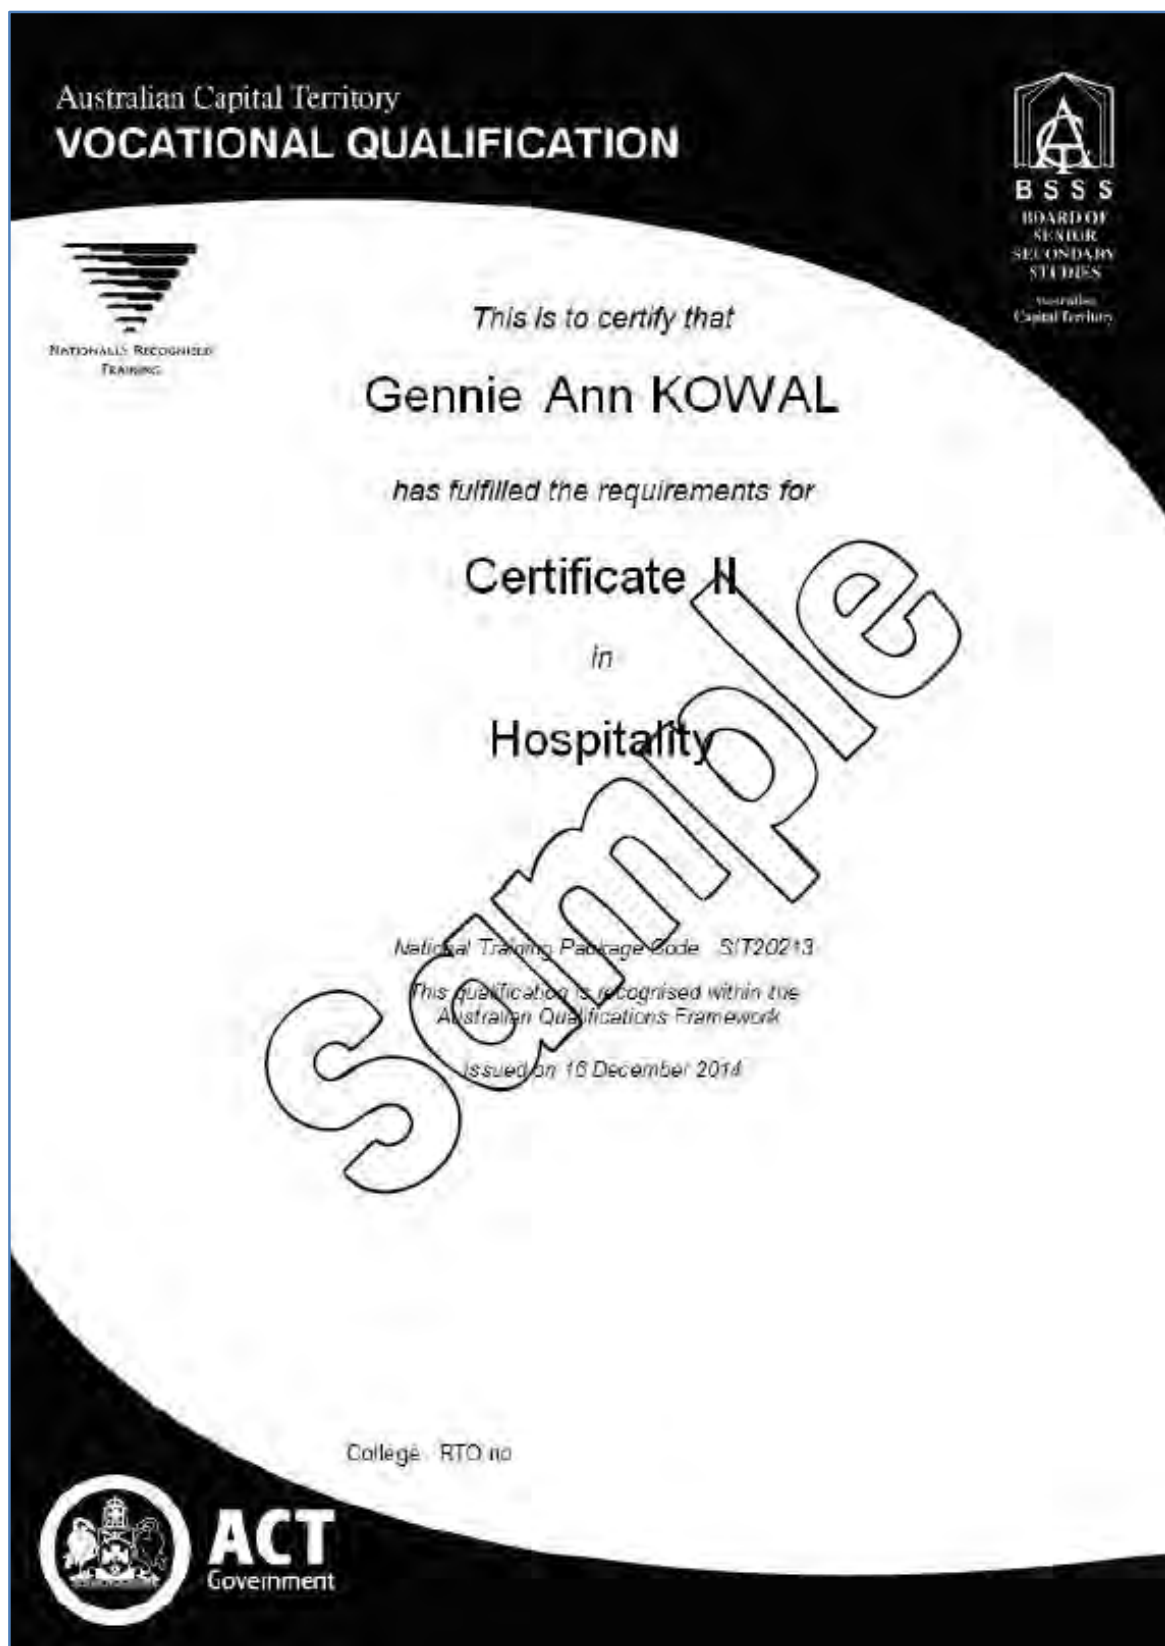 Australian Capital Territory
VOCATIONAL QUALIFICATION
BSSS
BOARD OF
SENIOR
SECONDARY
STUDIES
Australian
Capital Territory
NATIONALLY RECOGNISED
TRAINING
This is to certify that
Gennie Ann KOWAL
has fulfilled the requirements for
Certificate II
in
Hospitality
Sample
National Training Package Code SIT20213
This qualification is recognised within the
Australian Qualifications Framework
Issued on 16 December 2014
College RTO no
ACT
Government